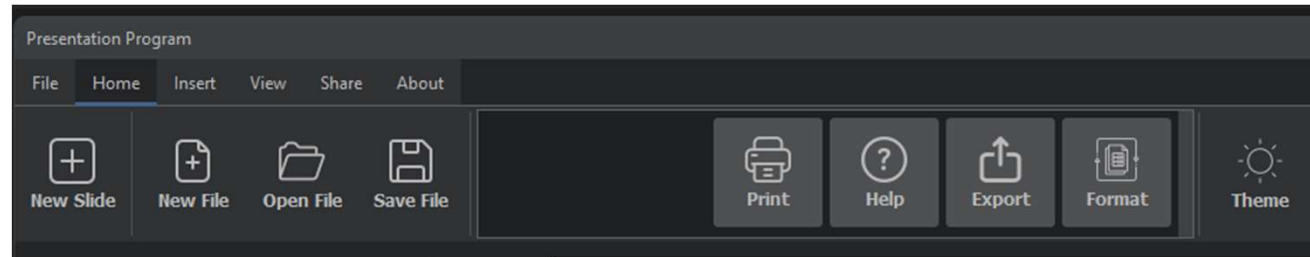 Presentation Program
File Home Insert View Share About
New Slide New File Open File Save File Print Help Export Format Theme